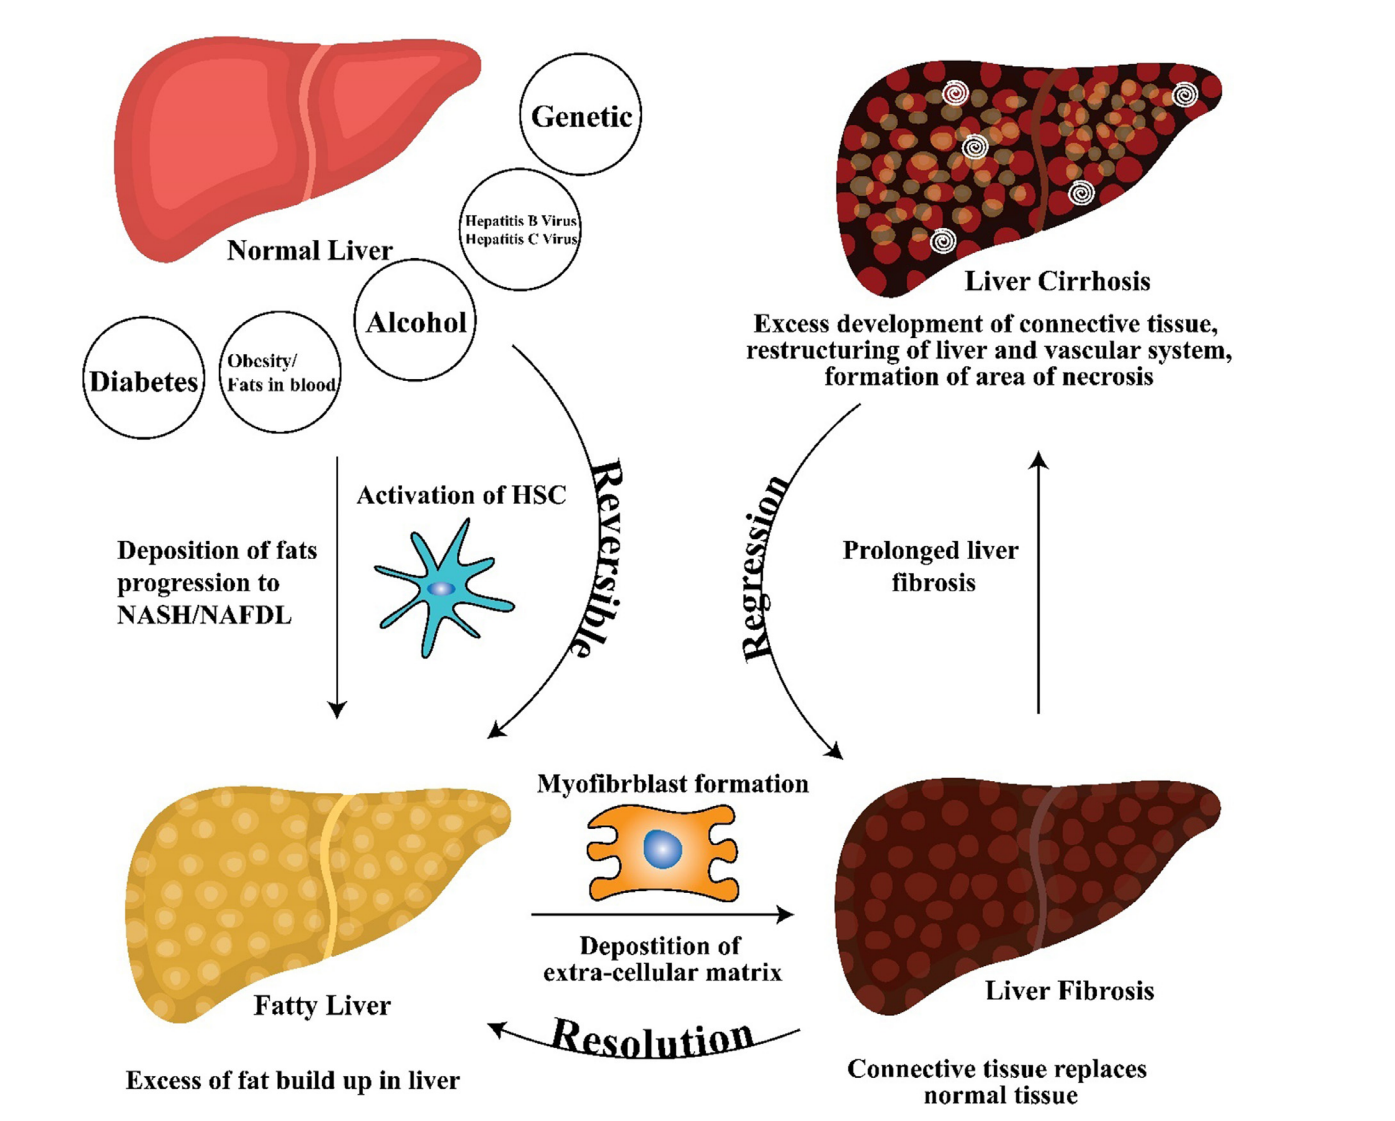 Genetic
Hepatitis B Virus
Hepatitis C Virus
Normal Liver
Alcohol
Obesity/
Fats in blood
Diabetes
Liver Cirrhosis
Excess development of connective tissue,
restructuring of liver and vascular system,
formation of area of necrosis
Activation of HSC
Deposition of fats
progression to
NASH/NAFDL
Reversible
Regression
Prolonged liver
fibrosis
Myofibrblast formation
Depostition of
extra-cellular matrix
Fatty Liver
Liver Fibrosis
Resolution
Excess of fat build up in liver
Connective tissue replaces
normal tissue